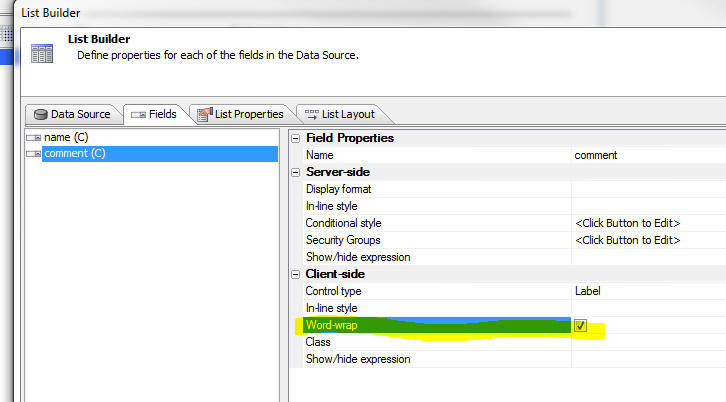 List Builder
List Builder
Define properties for each of the fields in the Data Source.
Data Source Fields List Properties List Layout
name (C)
comment (C)
Field Properties
Name comment
Server-side
Display format
In-line style
Conditional style <Click Button to Edit>
Security Groups <Click Button to Edit>
Show/hide expression
Client-side
Control type Label
In-line style
Word-wrap
Class
Show/hide expression